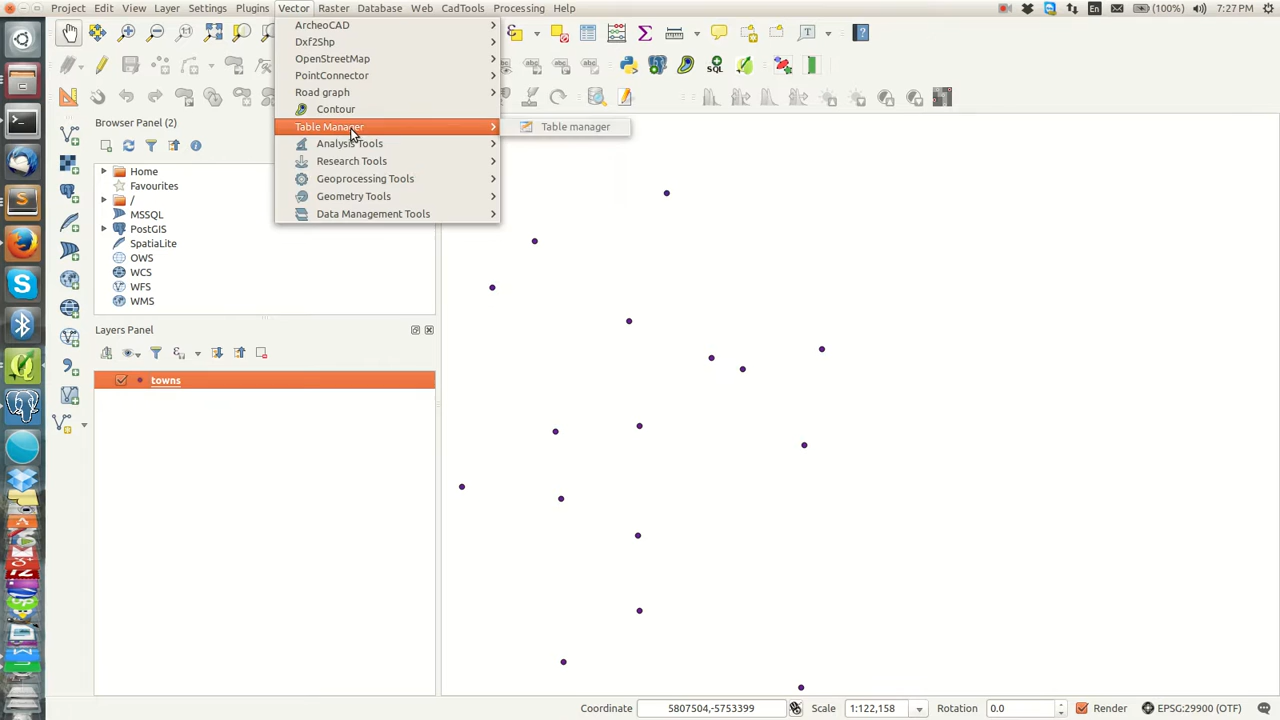 Project Edit View Layer Settings Plugins Vector Raster Database Web CadTools Processing Help
En (100%) 7:27 PM
ArcheoCAD
Dxf2Shp
OpenStreetMap
PointConnector
Road graph
Contour
Table Manager
Table manager
Analysis Tools
Research Tools
Geoprocessing Tools
Geometry Tools
Data Management Tools
SQL
Browser Panel (2)
Home
Favourites
/
MSSQL
PostGIS
SpatiaLite
OWS
WCS
WFS
WMS
Layers Panel
towns
Coordinate 5807504,-5753399 Scale 1:122,158 Rotation 0.0 Render EPSG:29900 (OTF)